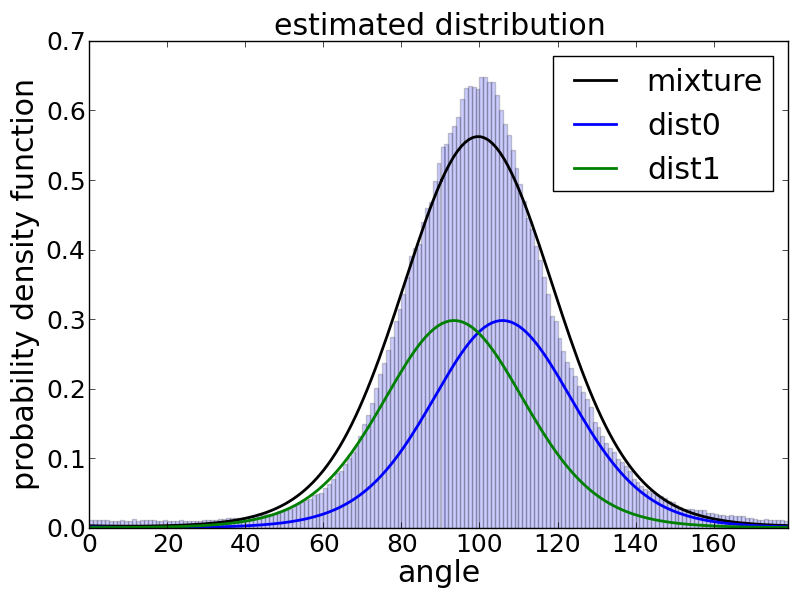 estimated distribution
probability density function
0.7
0.6
0.5
0.4
0.3
0.2
0.1
0.0
mixture
dist0
dist1
0 20 40 60 80 100 120 140 160
angle